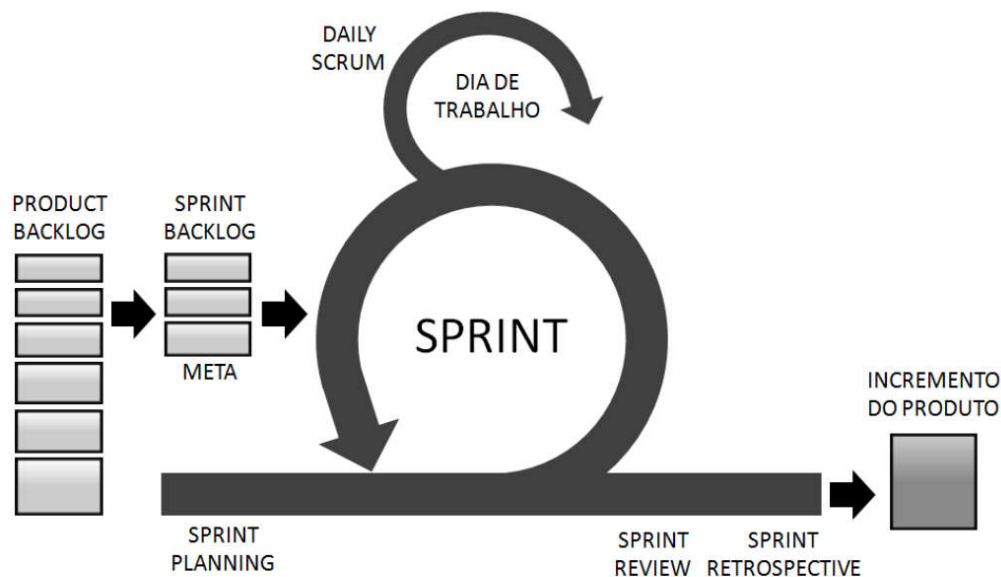 DAILY
SCRUM
DIA DE
TRABALHO
PRODUCT
BACKLOG
SPRINT
BACKLOG
META
SPRINT
INCREMENTO
DO PRODUTO
SPRINT
PLANNING
SPRINT
REVIEW
SPRINT
RETROSPECTIVE